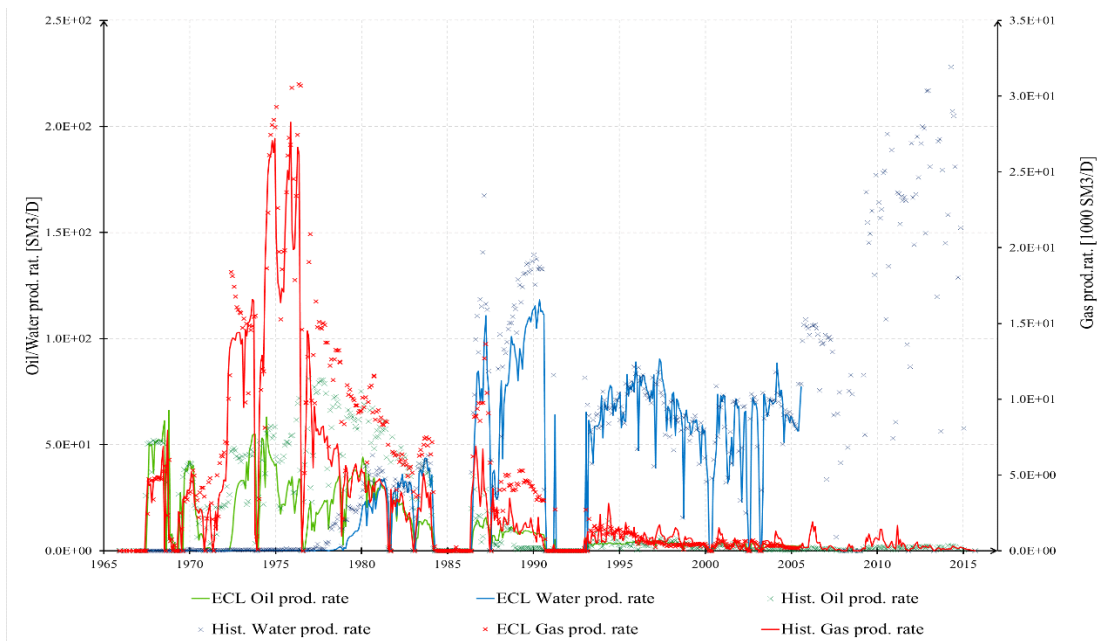 2.5E+02 3.5E+01
3.0E+01
2.0E+02
2.5E+01
Oil/Water prod. rat. [SM3/D]
1.5E+02
2.0E+01
Gas prod.rat. [1000 SM3/D]
1.5E+01
1.0E+02
1.0E+01
5.0E+01
5.0E+00
0.0E+00 0.0E+00
1965 1970 1975 1980 1985 1990 1995 2000 2005 2010 2015
ECL Oil prod. rate ECL Water prod. rate Hist. Oil prod. rate
Hist. Water prod. rate ECL Gas prod. rate Hist. Gas prod. rate